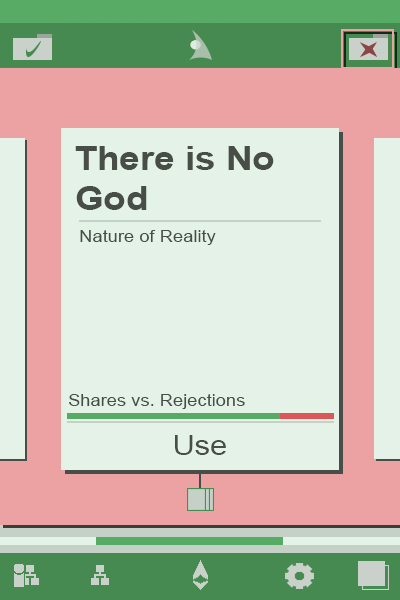 There is No
God
Nature of Reality
Shares vs. Rejections
Use